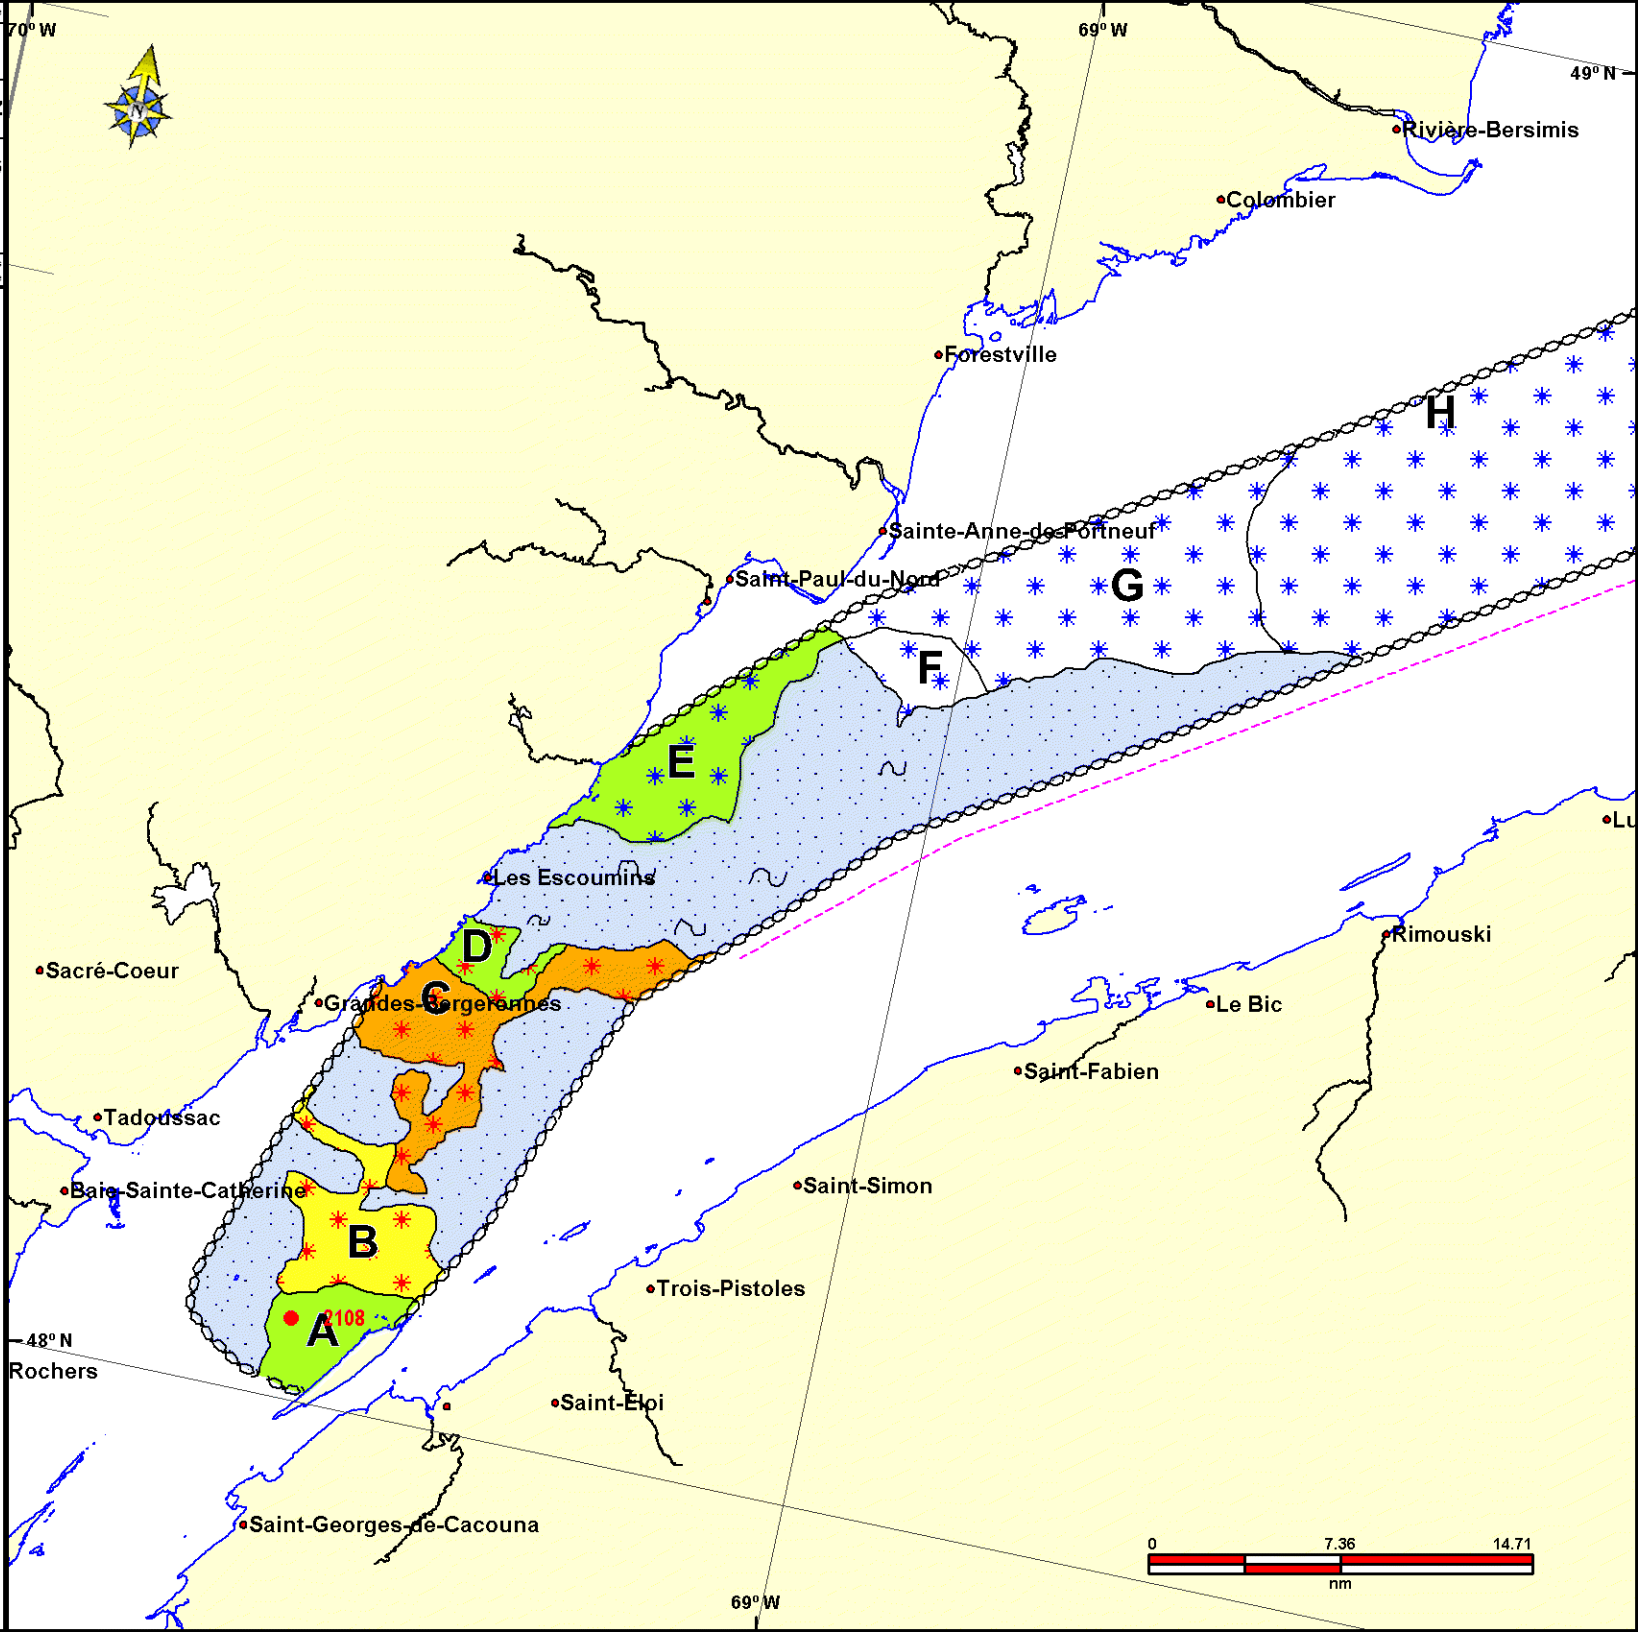 70° W
69° W
49° N
N
Rivière-Bersimis
Colombier
Forestville
H
Sainte-Anne-de-Portneuf
Saint-Paul-du-Nord
G
F
E
Lu
Les Escoumins
D
Rimouski
Sacré-Coeur
C
Grandes-Bergeronnes
Le Bic
Saint-Fabien
Tadoussac
Baie-Sainte-Catherine
Saint-Simon
B
Trois-Pistoles
2108
A
48° N
Rochers
Saint-Eloi
Saint-Georges-de-Cacouna
0 7.36 14.71
nm
69° W